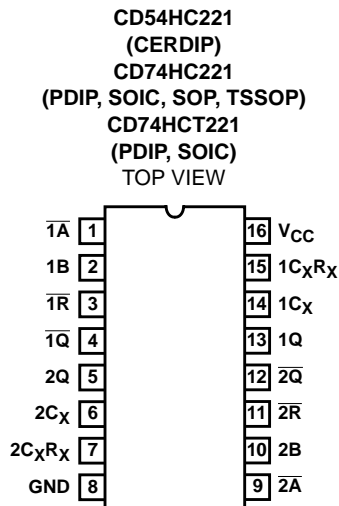 CD54HC221
(CERDIP)
CD74HC221
(PDIP, SOIC, SOP, TSSOP)
CD74HCT221
(PDIP, SOIC)
TOP VIEW
1A̅ 1 16 VCC
1B 2 15 1CXRX
1R̅ 3 14 1CX
1Q̅ 4 13 1Q
2Q 5 12 2Q̅
2CX 6 11 2R̅
2CXRX 7 10 2B
GND 8 9 2A̅